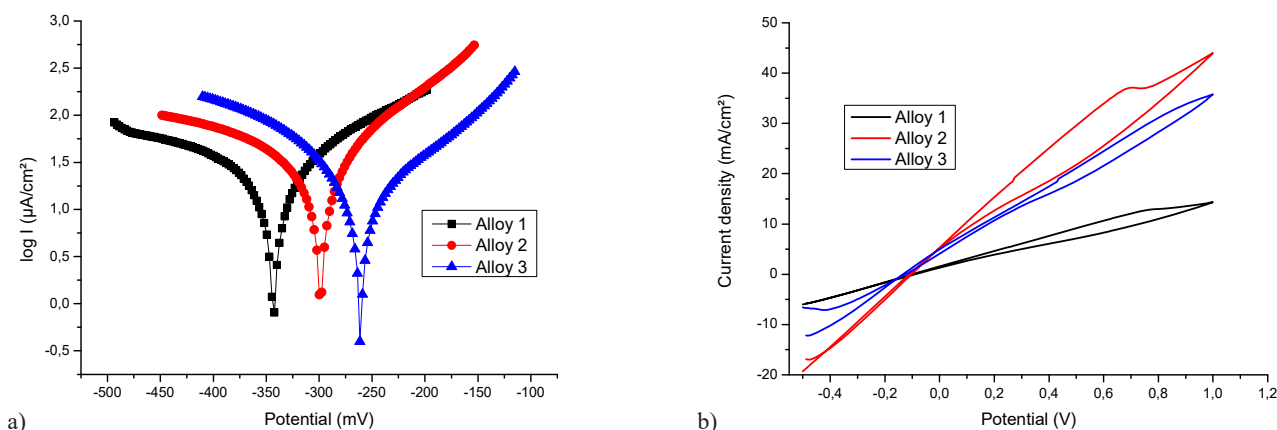 3,0
2,5
2,0
1,5
1,0
0,5
0,0
-0,5
log I (µA/cm²)
-500 -450 -400 -350 -300 -250 -200 -150 -100
Potential (mV)
Alloy 1
Alloy 2
Alloy 3
a)
50
40
30
20
10
0
-10
-20
Current density (mA/cm²)
-0,4 -0,2 0,0 0,2 0,4 0,6 0,8 1,0 1,2
Potential (V)
Alloy 1
Alloy 2
Alloy 3
b)